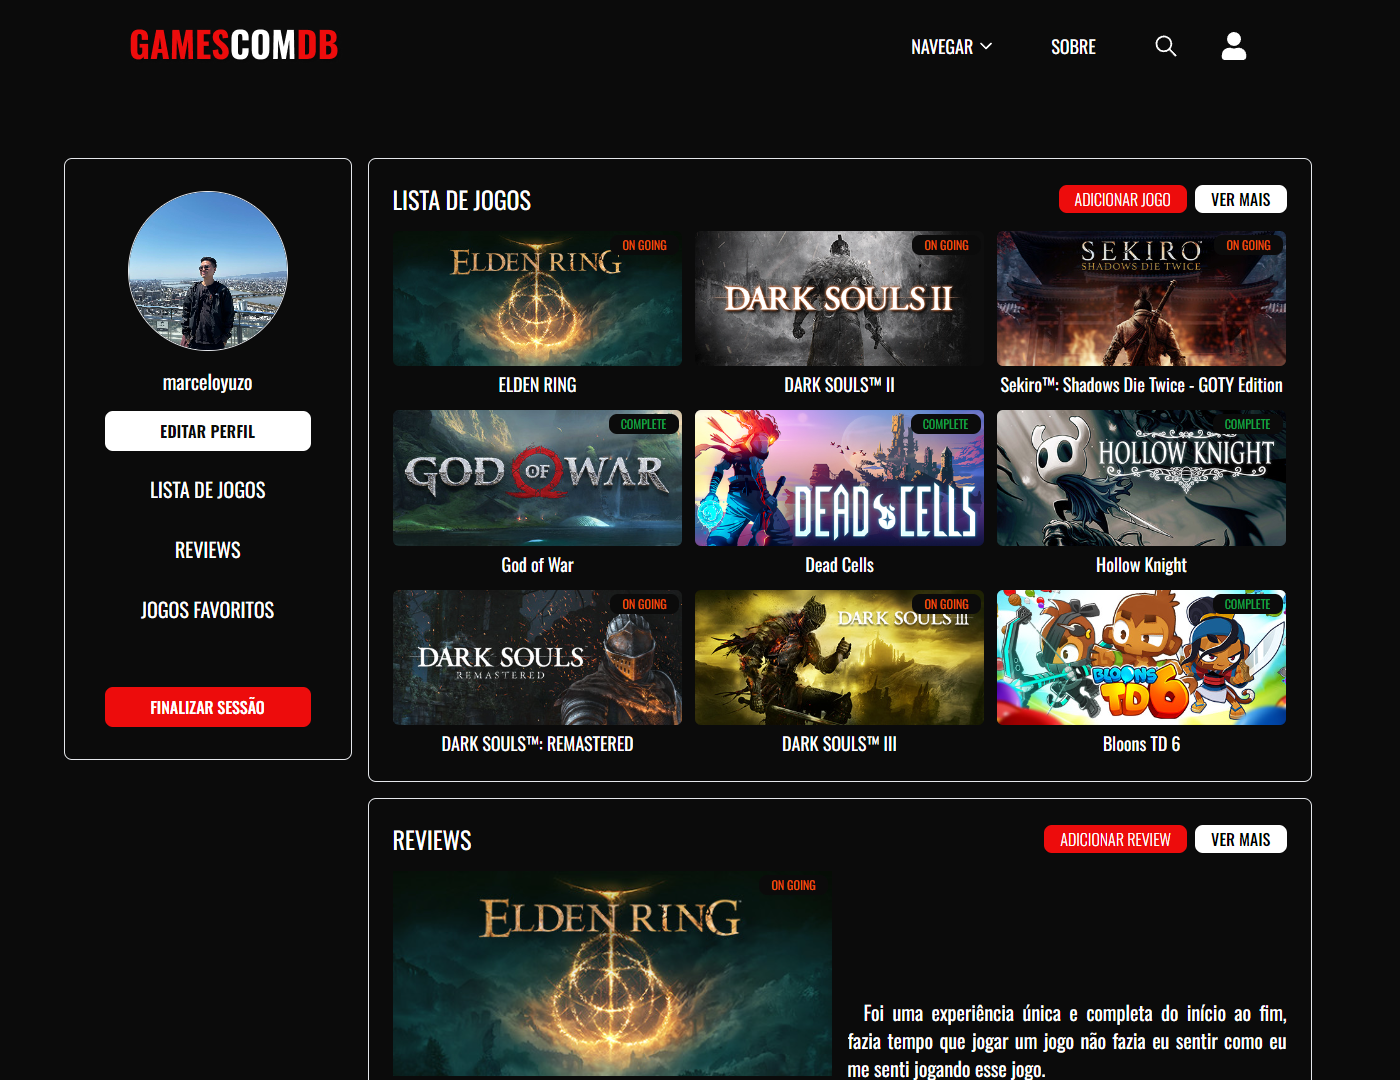 GAMESCOMDB
NAVEGAR
SOBRE
marceloyuzo
EDITAR PERFIL
LISTA DE JOGOS
REVIEWS
JOGOS FAVORITOS
FINALIZAR SESSÃO
LISTA DE JOGOS
ADICIONAR JOGO
VER MAIS
ELDEN RING
ON GOING
ELDEN RING
DARK SOULS II
ON GOING
DARK SOULS™ II
SEKIRO™
SHADOWS DIE TWICE
ON GOING
Sekiro™: Shadows Die Twice - GOTY Edition
GOD OF WAR
COMPLETE
God of War
DEAD CELLS
COMPLETE
Dead Cells
COMPLETE
HOLLOW KNIGHT
Hollow Knight
ON GOING
DARK SOULS
REMASTERED
DARK SOULS™: REMASTERED
ON GOING
DARK SOULS III
DARK SOULS™ III
COMPLETE
BLOONS
TD6
Bloons TD 6
REVIEWS
ADICIONAR REVIEW
VER MAIS
ON GOING
ELDEN RING
Foi uma experiência única e completa do início ao fim,
fazia tempo que jogar um jogo não fazia eu sentir como eu
me senti jogando esse jogo.